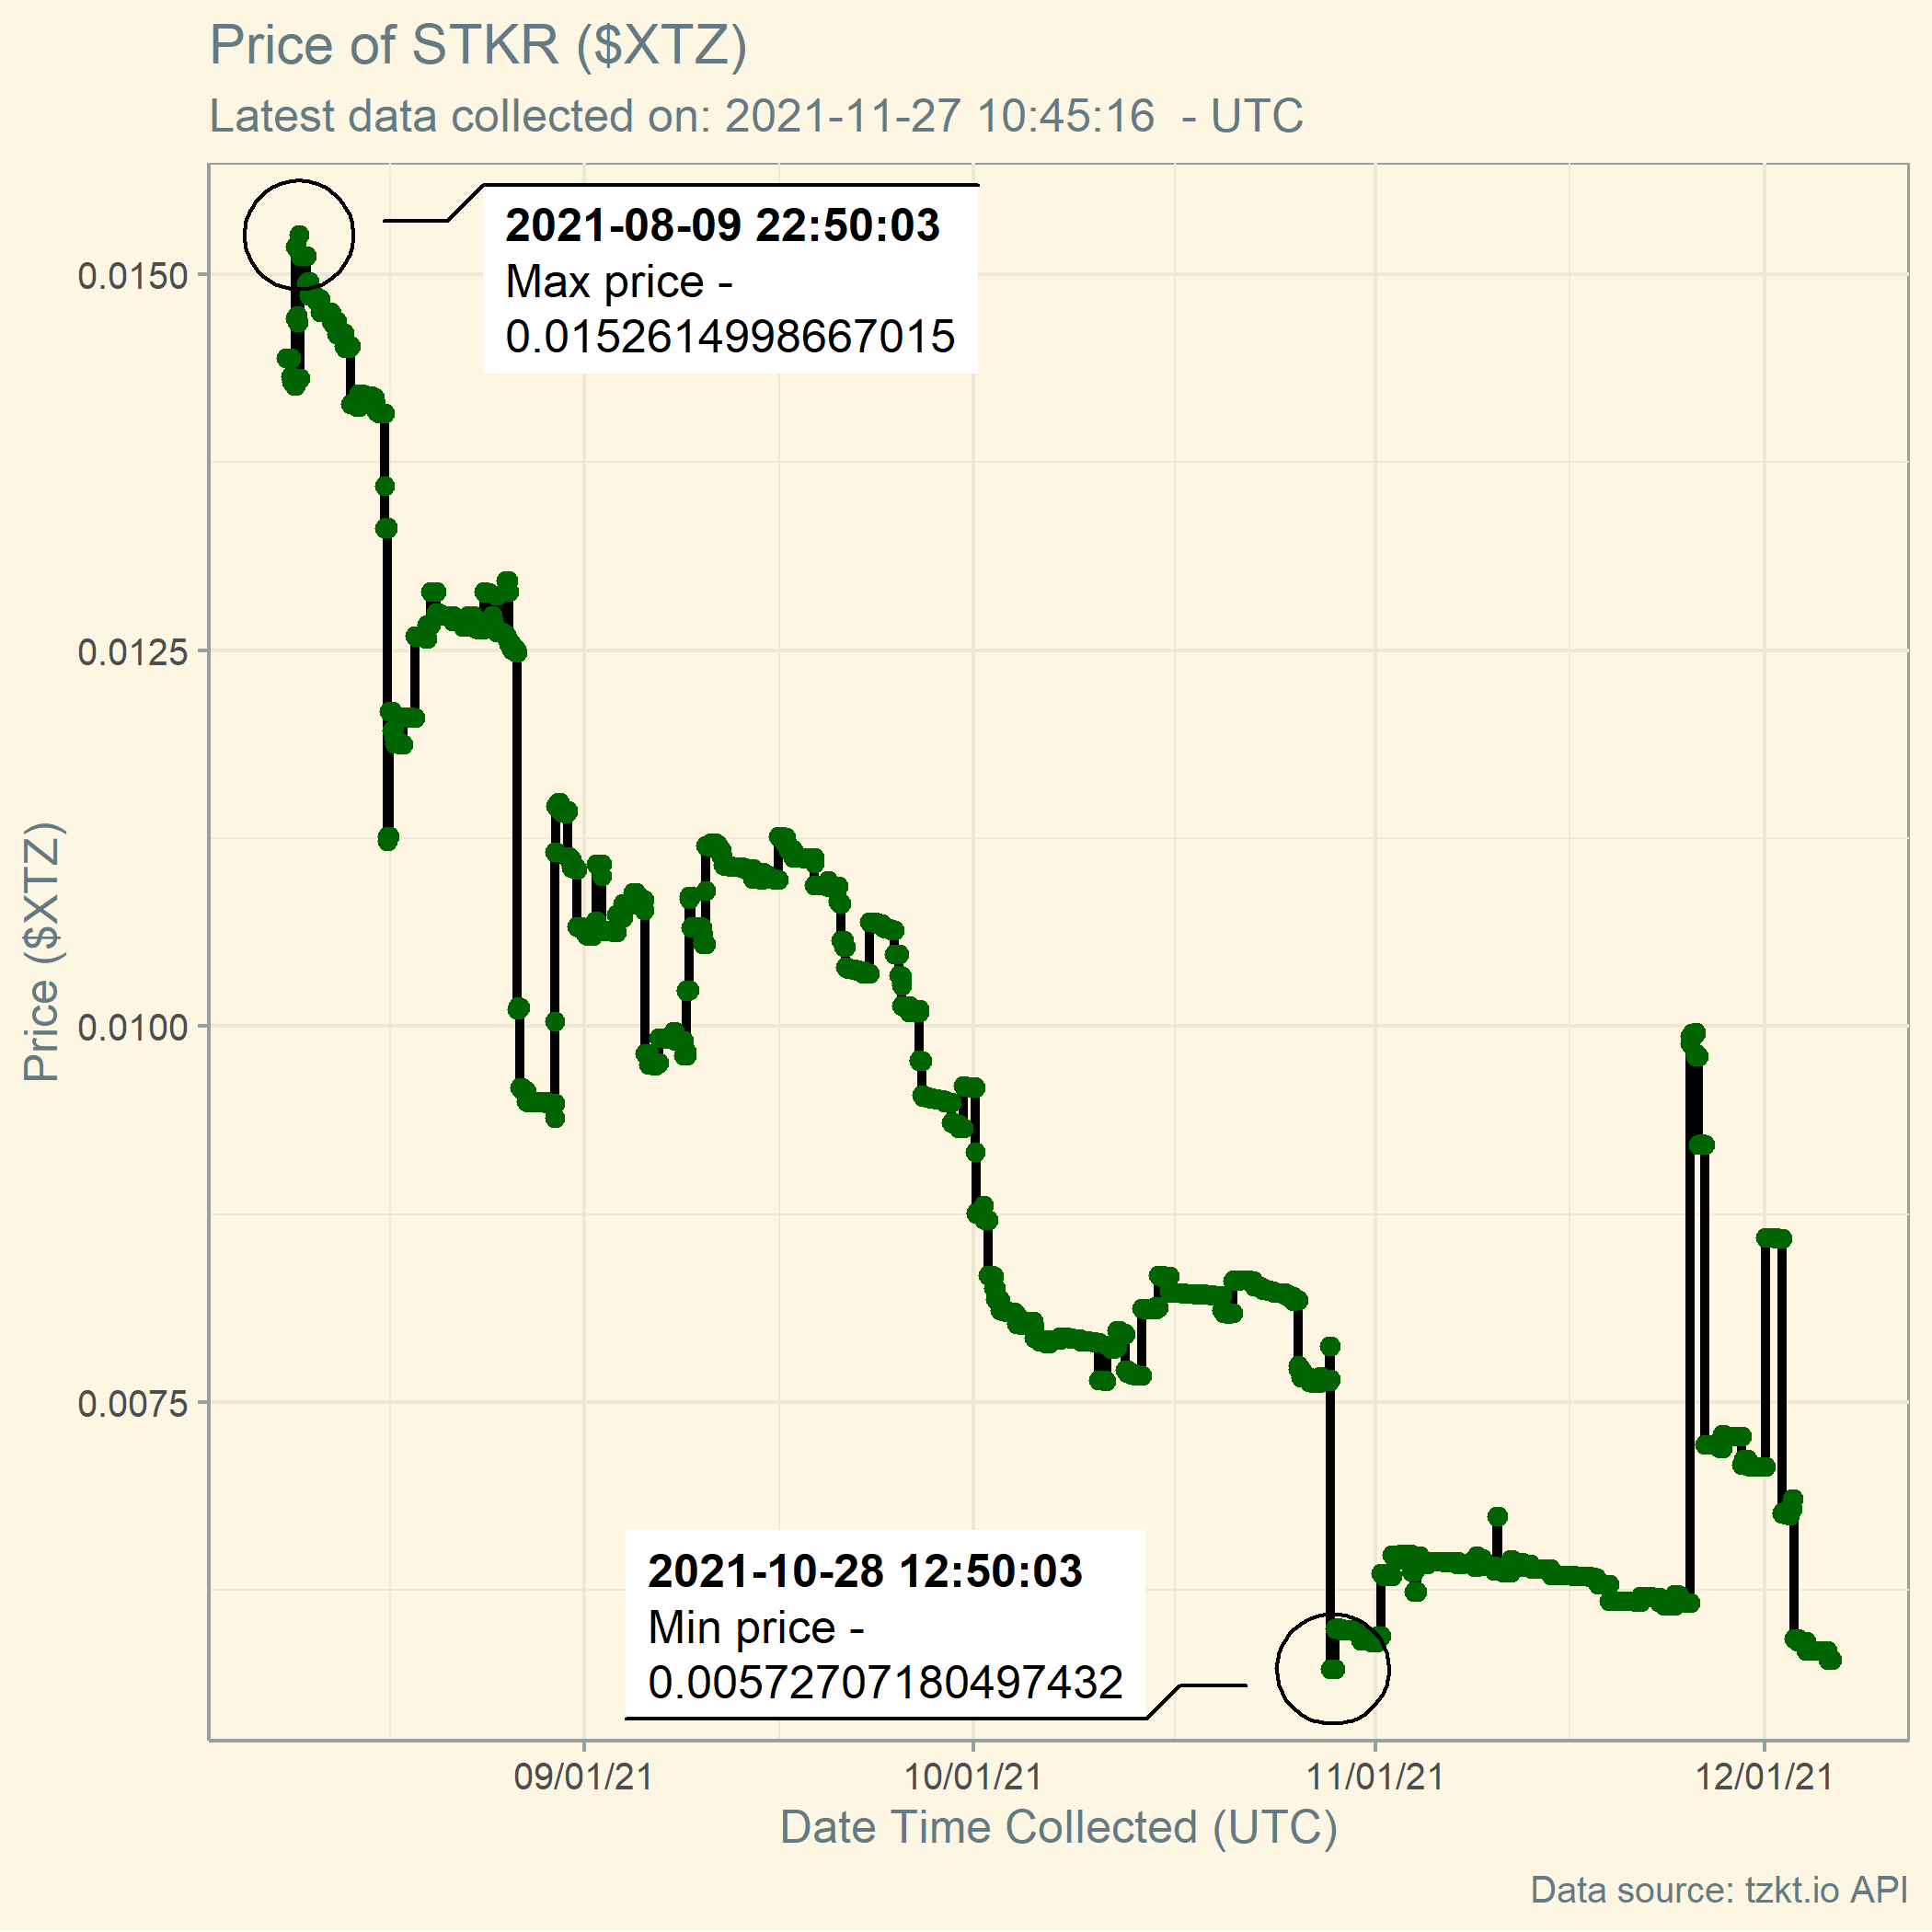 Price of STKR ($XTZ)
Latest data collected on: 2021-11-27 10:45:16  - UTC
2021-08-09 22:50:03
Max price -
0.0152614998667015
0.0150
0.0125
0.0100
0.0075
Price ($XTZ)
2021-10-28 12:50:03
Min price -
0.00572707180497432
09/01/21
10/01/21
11/01/21
12/01/21
Date Time Collected (UTC)
Data source: tzkt.io API